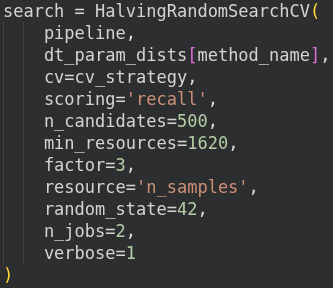 search = HalvingRandomSearchCV(
    pipeline,
    dt_param_dists[method_name],
    cv=cv_strategy,
    scoring='recall',
    n_candidates=500,
    min_resources=1620,
    factor=3,
    resource='n_samples',
    random_state=42,
    n_jobs=2,
    verbose=1
)